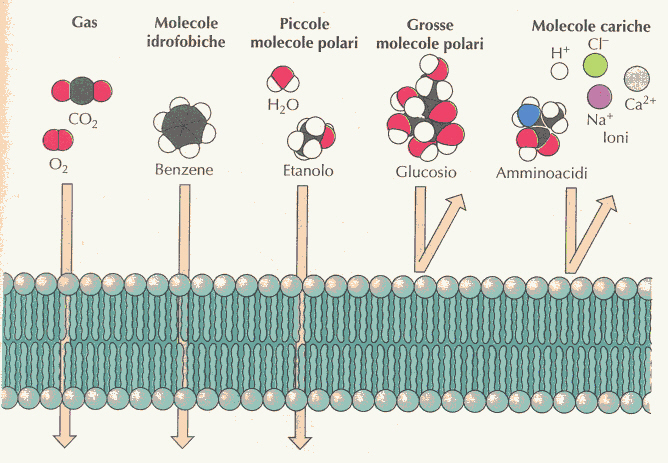 Gas
CO2
O2
Molecole
idrofobiche
Benzene
Piccole
molecole polari
H2O
Etanolo
Grosse
molecole polari
Glucosio
Molecole cariche
H+
Cl–
Na+
Ca2+
Ioni
Amminoacidi